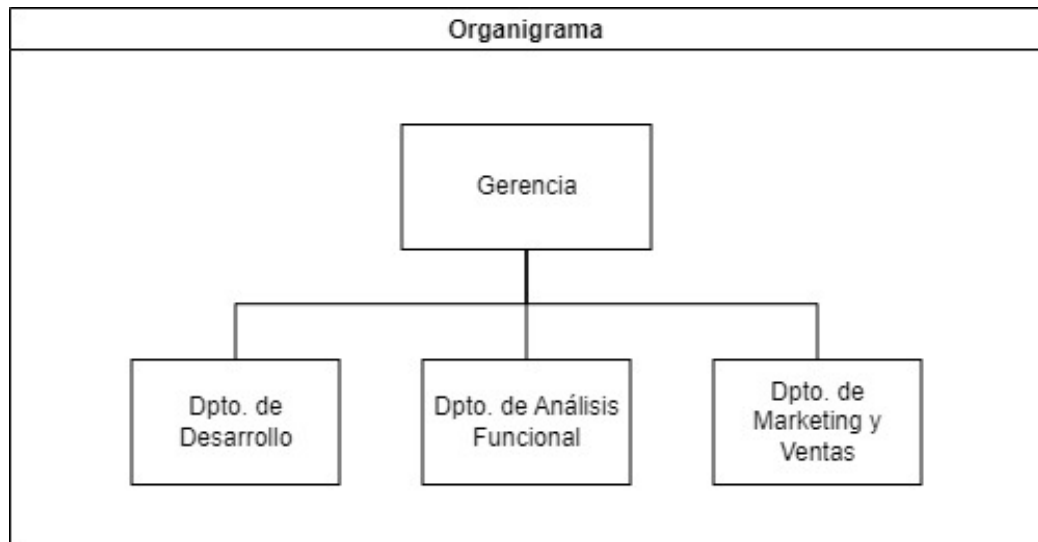 Organigrama
Gerencia
Dpto. de
Desarrollo
Dpto. de Análisis
Funcional
Dpto. de
Marketing y
Ventas